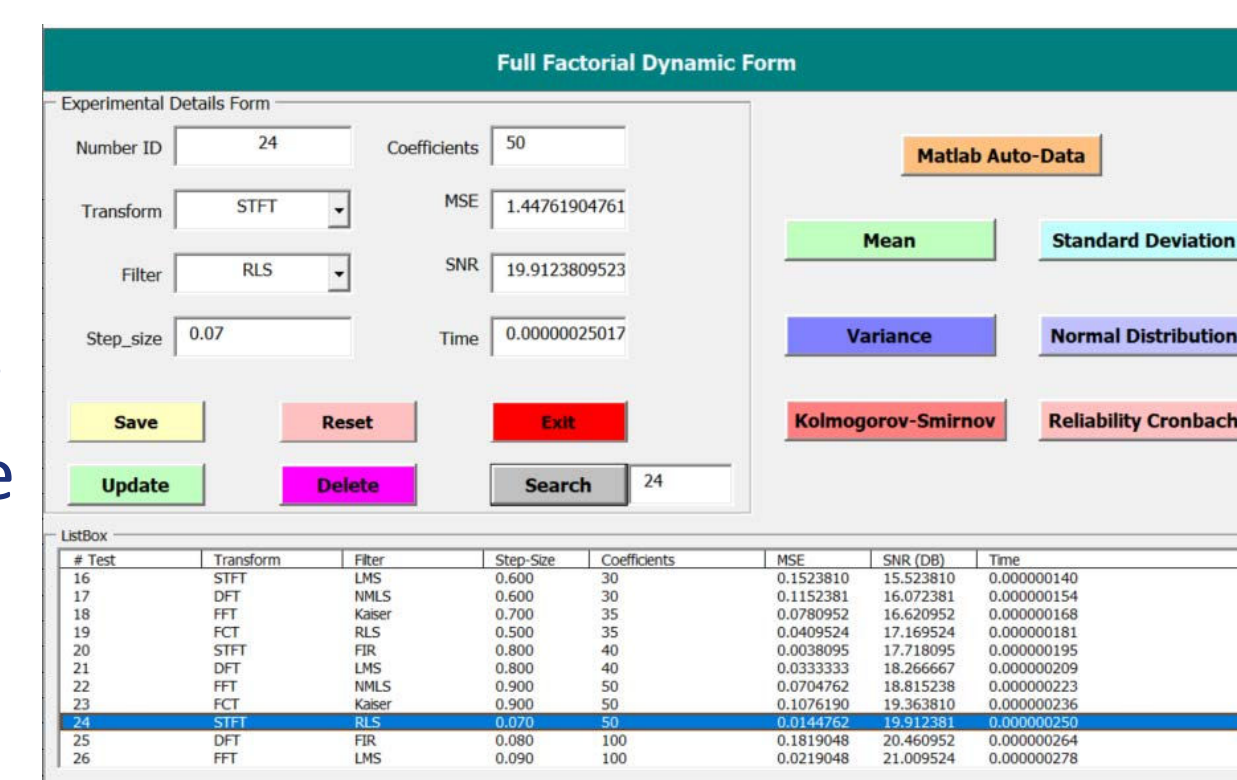 Full Factorial Dynamic Form
Experimental Details Form
Number ID 24 Coefficients 50
Matlab Auto-Data
Transform STFT MSE 1.44761904761
Mean Standard Deviation
Filter RLS SNR 19.9123809523
Step_size 0.07 Time 0.00000025017
Variance Normal Distribution
Save Reset Exit
Kolmogorov-Smirnov Reliability Cronbach
Update Delete Search 24
e
ListBox
# Test Transform Filter Step-Size Coefficients MSE SNR (DB) Time
16 STFT LMS 0.600 30 0.1523810 15.523810 0.000000140
17 DFT NMLS 0.600 30 0.1152381 16.072381 0.000000154
18 FFT Kaiser 0.700 35 0.0780952 16.620952 0.000000168
19 FCT RLS 0.500 35 0.0409524 17.169524 0.000000181
20 STFT FIR 0.800 40 0.0038095 17.718095 0.000000195
21 DFT LMS 0.800 40 0.0333333 18.266667 0.000000209
22 FFT NMLS 0.900 50 0.0704762 18.815238 0.000000223
23 FCT Kaiser 0.900 50 0.1076190 19.363810 0.000000236
24 STFT RLS 0.070 50 0.0144762 19.912381 0.000000250
25 DFT FIR 0.080 100 0.1819048 20.460952 0.000000264
26 FFT LMS 0.090 100 0.0219048 21.009524 0.000000278